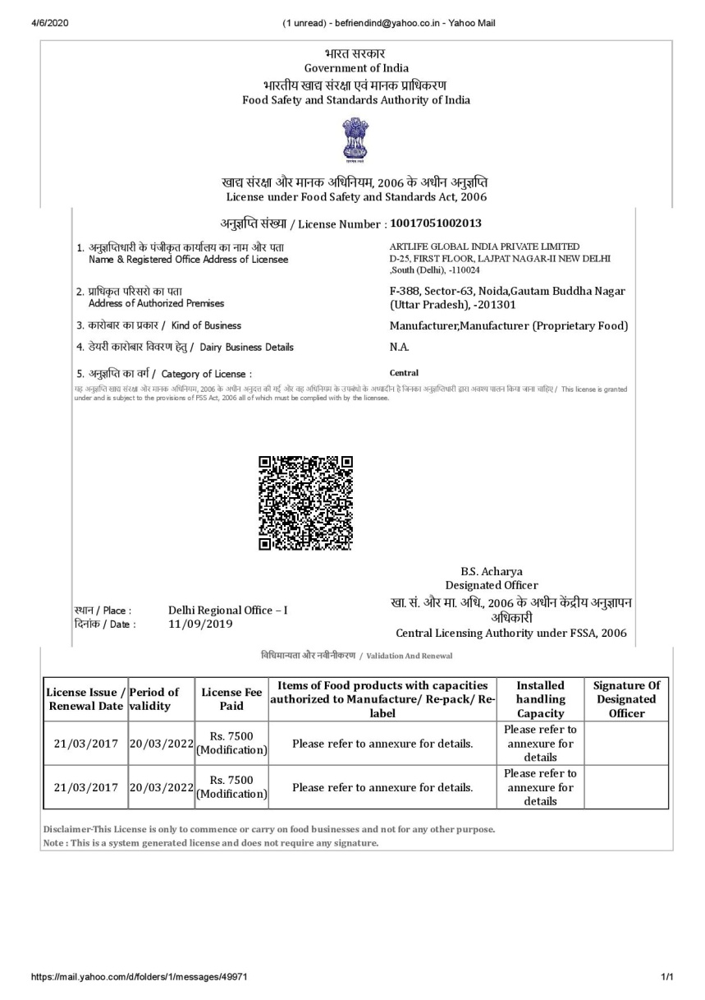 4/6/2020
(1 unread) - befriendind@yahoo.co.in - Yahoo Mail
भारत सरकार
Government of India
भारतीय खाद्य संरक्षा एवं मानक प्राधिकरण
Food Safety and Standards Authority of India
खाद्य संरक्षा और मानक अधिनियम, 2006 के अधीन अनुज्ञप्ति
License under Food Safety and Standards Act, 2006
अनुज्ञप्ति संख्या / License Number : 10017051002013
1. अनुज्ञप्तिधारी के पंजीकृत कार्यालय का नाम और पता
Name & Registered Office Address of Licensee
ARTLIFE GLOBAL INDIA PRIVATE LIMITED
D-25, FIRST FLOOR, LAJPAT NAGAR-II NEW DELHI
,South (Delhi), -110024
2. प्राधिकृत परिसरो का पता
Address of Authorized Premises
F-388, Sector-63, Noida,Gautam Buddha Nagar
(Uttar Pradesh), -201301
3. कारोबार का प्रकार / Kind of Business
Manufacturer,Manufacturer (Proprietary Food)
4. डेयरी कारोबार विवरण हेतु / Dairy Business Details
N.A.
5. अनुज्ञप्ति का वर्ग / Category of License :
Central
यह अनुज्ञप्ति खाद्य संरक्षा और मानक अधिनियम, 2006 के अधीन अनुदत्त की गई और वह अधिनियम के उपबंधो के अध्यादीन है जिनका अनुज्ञप्तिधारी द्वारा अवश्य पालन किया जाना चाहिए / This license is granted
under and is subject to the provisions of FSS Act, 2006 all of which must be complied with by the licensee.
B.S. Acharya
Designated Officer
खा. सं. और मा. अधि., 2006 के अधीन केंद्रीय अनुज्ञापन
अधिकारी
Central Licensing Authority under FSSA, 2006
स्थान / Place : Delhi Regional Office – I
दिनांक / Date : 11/09/2019
विधिमान्यता और नवीनीकरण / Validation And Renewal
License Issue / Renewal Date
Period of validity
License Fee Paid
Items of Food products with capacities authorized to Manufacture/ Re-pack/ Re-label
Installed handling Capacity
Signature Of Designated Officer
21/03/2017
20/03/2022
Rs. 7500 (Modification)
Please refer to annexure for details.
Please refer to annexure for details
21/03/2017
20/03/2022
Rs. 7500 (Modification)
Please refer to annexure for details.
Please refer to annexure for details
Disclaimer-This License is only to commence or carry on food businesses and not for any other purpose.
Note : This is a system generated license and does not require any signature.
https://mail.yahoo.com/d/folders/1/messages/49971
1/1